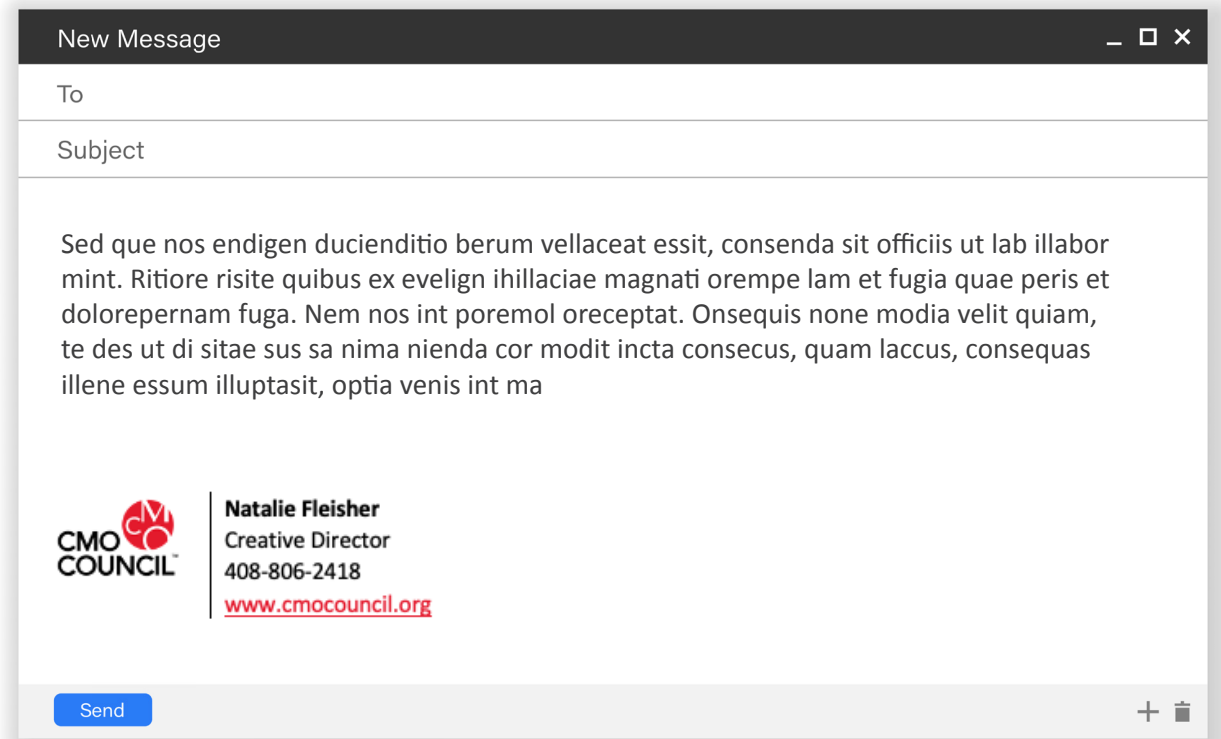 New Message
To
Subject
Sed que nos endigen duciendi­tio berum vellaceat essit, consenda sit officiis ut lab illabor
mint. Ritiore risite quibus ex evelign ihillaciae magnati orempe lam et fugia quae peris et
dolorepernam fuga. Nem nos int poremol oreceptat. Onsequis none modia velit quiam,
te des ut di sitae sus sa nima nienda cor modit incta consecus, quam laccus, consequas
illene essum illuptasit, optia venis int ma
CMO
CMO
COUNCIL™
Natalie Fleisher
Creative Director
408-806-2418
www.cmocouncil.org
Send